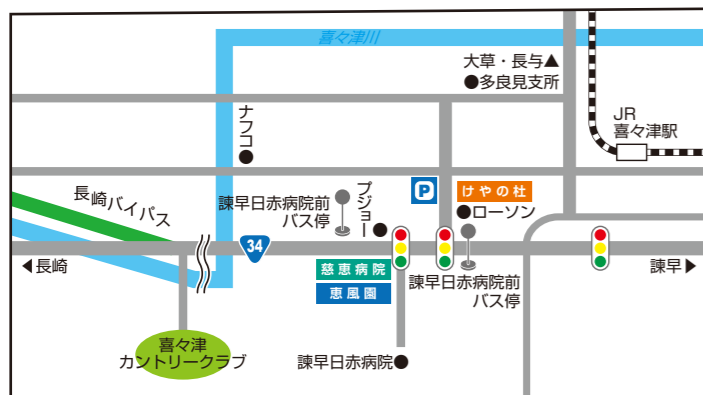 喜々津川
大草・長与▲
●多良見支所
JR
喜々津駅
ナフコ
長崎バイパス
諫早日赤病院前
バス停
プジョー
P
けやの杜
●ローソン
34
◀長崎
慈恵病院
恵風園
諫早日赤病院前
バス停
諫早▶
喜々津
カントリークラブ
諫早日赤病院●